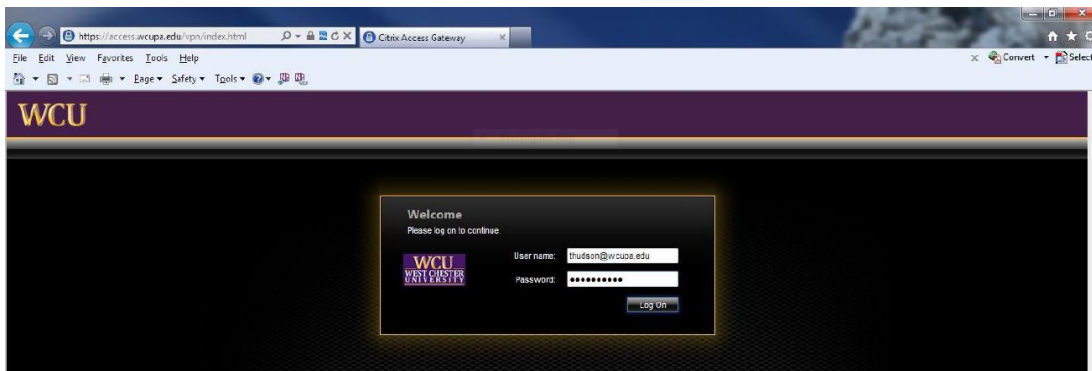 https://access.wcupa.edu/vpn/index.html Citrix Access Gateway
File Edit View Favorites Tools Help
Convert Select
Page Safety Tools
WCU
Welcome
Please log on to continue.
WCU
WEST CHESTER
UNIVERSITY
User name: thudson@wcupa.edu
Password: ••••••••••
Log On